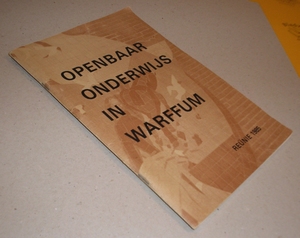 OPENBAAR
ONDERWIJS
IN
WARFFUM
REÜNIE 1985